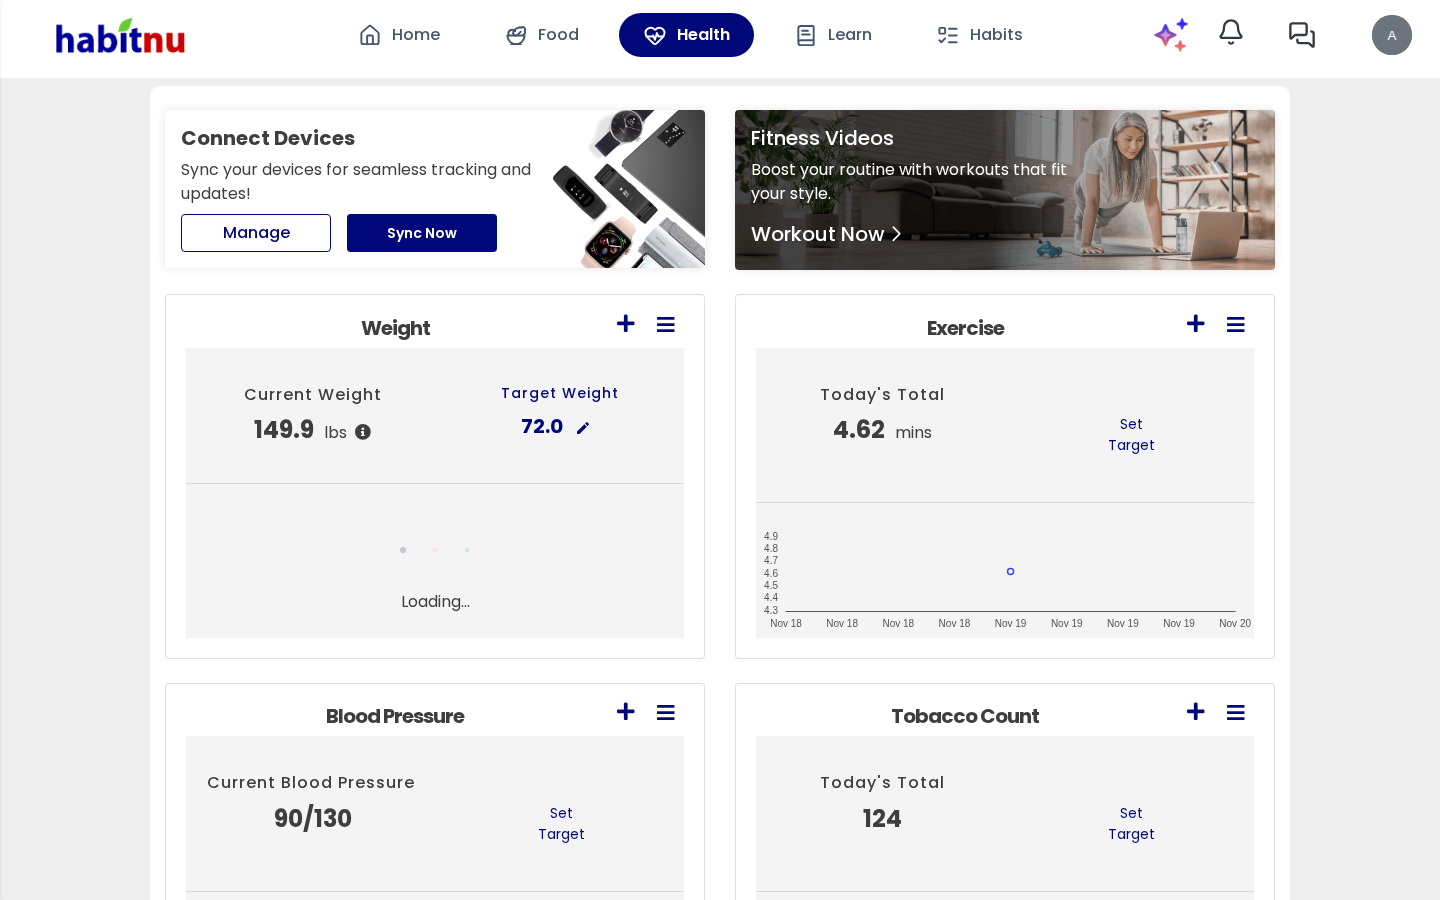 habitnu
Home
Food
Health
Learn
Habits
A
Connect Devices
Sync your devices for seamless tracking and
updates!
Manage
Sync Now
Fitness Videos
Boost your routine with workouts that fit
your style.
Workout Now
Weight
Current Weight
149.9 lbs
Target Weight
72.0
Loading...
Exercise
Today's Total
4.62 mins
Set
Target
4.9
4.8
4.7
4.6
4.5
4.4
4.3
Nov 18 Nov 18 Nov 18 Nov 18 Nov 19 Nov 19 Nov 19 Nov 19 Nov 20
Blood Pressure
Current Blood Pressure
90/130
Set
Target
Tobacco Count
Today's Total
124
Set
Target